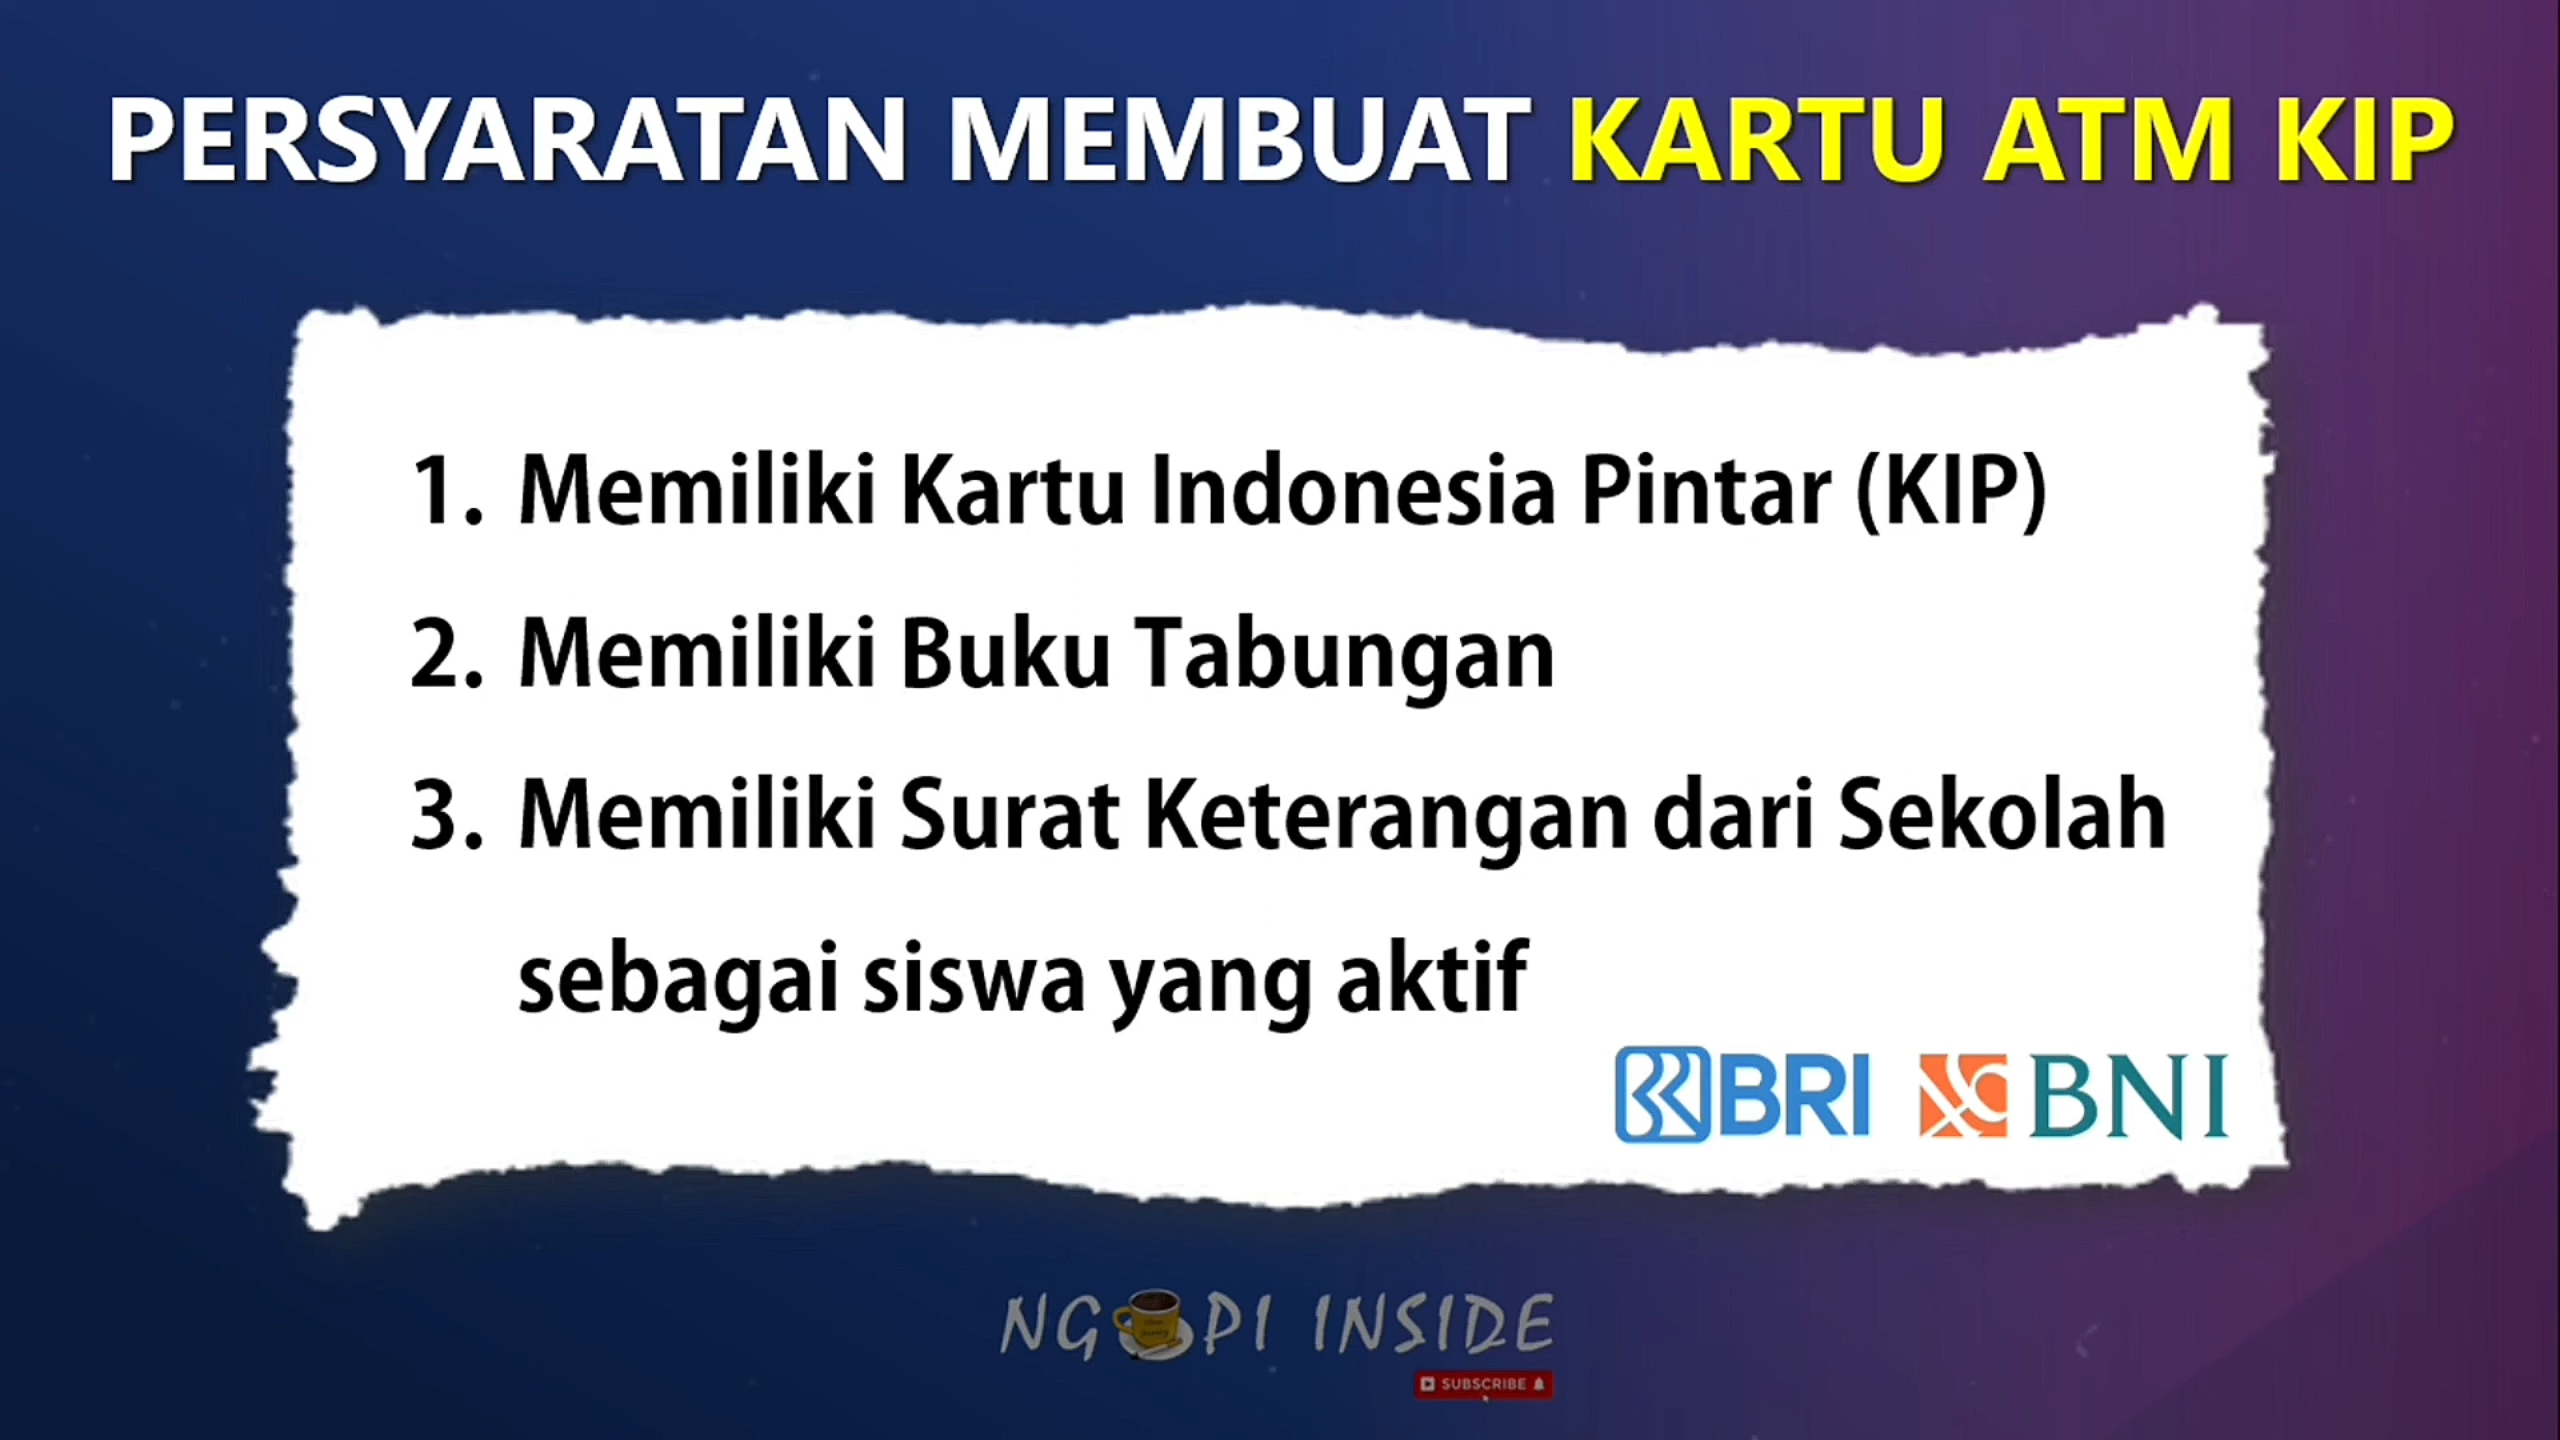 PERSYARATAN MEMBUAT KARTU ATM KIP
1. Memiliki Kartu Indonesia Pintar (KIP)
2. Memiliki Buku Tabungan
3. Memiliki Surat Keterangan dari Sekolah
sebagai siswa yang aktif
BRI BNI
NGOPI INSIDE
SUBSCRIBE